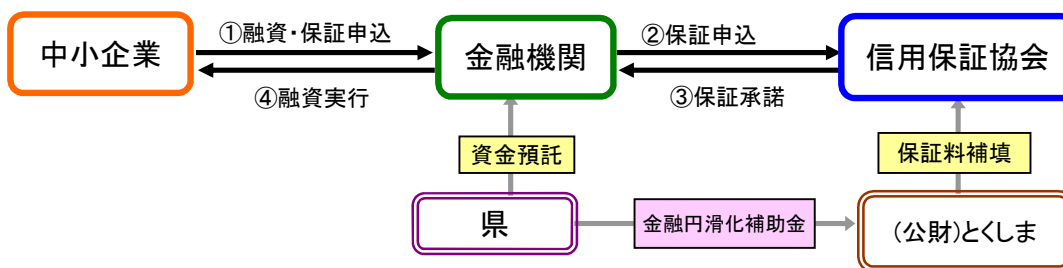 中小企業
①融資・保証申込
金融機関
②保証申込
信用保証協会
④融資実行
③保証承諾
資金預託
保証料補填
県
金融円滑化補助金
(公財)とくしま